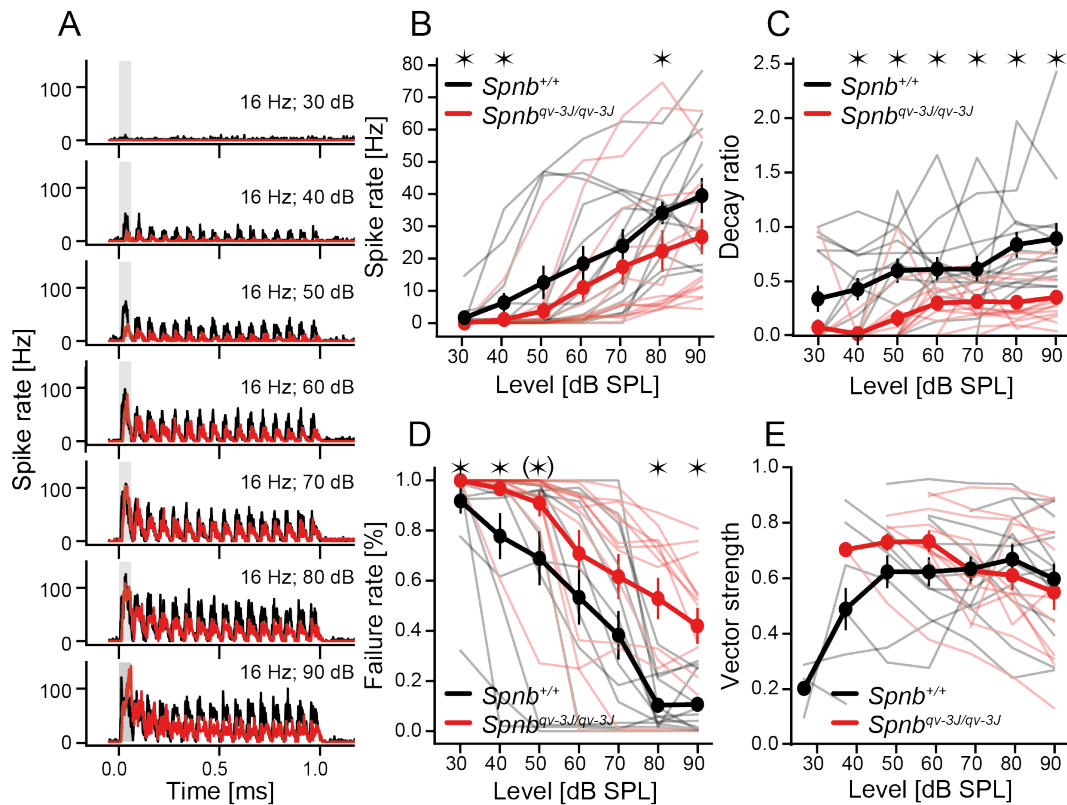 A
Spike rate [Hz]
16 Hz; 30 dB
100
0
16 Hz; 40 dB
100
0
16 Hz; 50 dB
100
0
16 Hz; 60 dB
100
0
16 Hz; 70 dB
100
0
16 Hz; 80 dB
100
0
16 Hz; 90 dB
100
0
0.0 0.5 1.0
Time [ms]
B
Spnb+/+
Spnbqv-3J/qv-3J
Spike rate [Hz]
80
70
60
50
40
30
20
10
0
30 40 50 60 70 80 90
Level [dB SPL]
C
Spnb+/+
Spnbqv-3J/qv-3J
Decay ratio
2.5
2.0
1.5
1.0
0.5
0.0
30 40 50 60 70 80 90
Level [dB SPL]
D
(✶)
Failure rate [%]
1.0
0.8
0.6
0.4
0.2
0.0
Spnb+/+
Spnbqv-3J/qv-3J
30 40 50 60 70 80 90
Level [dB SPL]
E
Vector strength
1.0
0.8
0.6
0.4
0.2
0.0
Spnb+/+
Spnbqv-3J/qv-3J
30 40 50 60 70 80 90
Level [dB SPL]